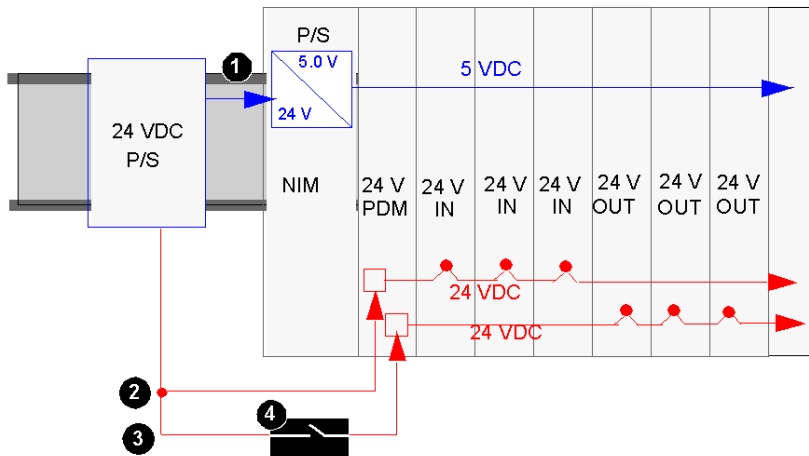 P/S
1
5.0 V
5 VDC
24 V
24 VDC
P/S
NIM
24 V
PDM
24 V
IN
24 V
IN
24 V
IN
24 V
OUT
24 V
OUT
24 V
OUT
24 VDC
24 VDC
2
4
3